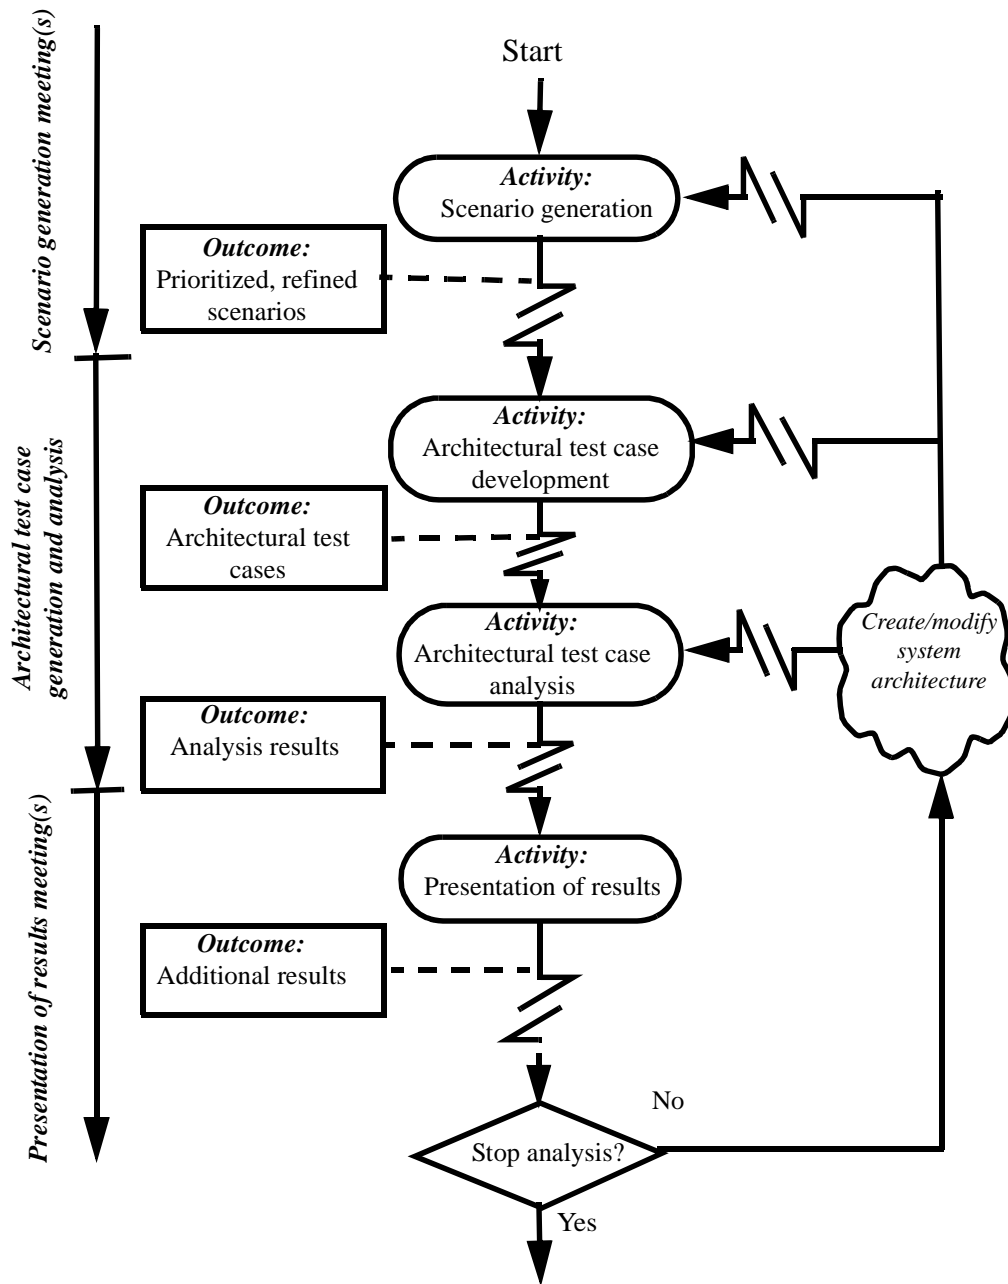 Start
Scenario generation meeting(s)
Activity:
Scenario generation
Outcome:
Prioritized, refined
scenarios
Architectural test case
generation and analysis
Activity:
Architectural test case
development
Outcome:
Architectural test
cases
Activity:
Architectural test case
analysis
Create/modify
system
architecture
Outcome:
Analysis results
Presentation of results meeting(s)
Activity:
Presentation of results
Outcome:
Additional results
No
Stop analysis?
Yes